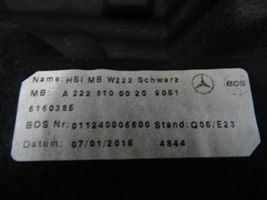 Name: HSI MB W222 Schwarz
MB: A 222 810 00 20 9051
6160385
BOS
BOS Nr: 011240006600 Stand: Q05/E23
Datum: 07/01/2015 4844